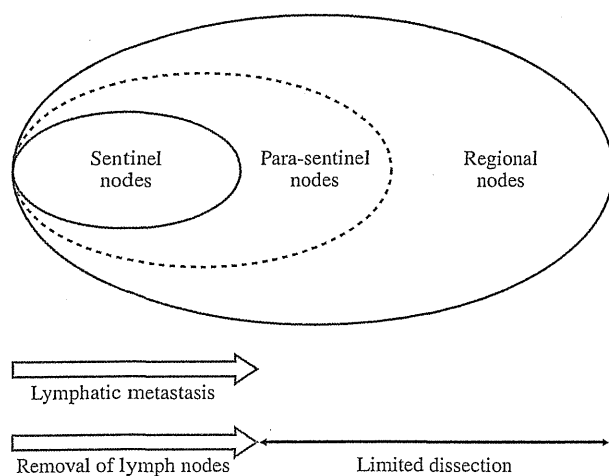 Sentinel
nodes
Para-sentinel
nodes
Regional
nodes
Lymphatic metastasis
Removal of lymph nodes
Limited dissection